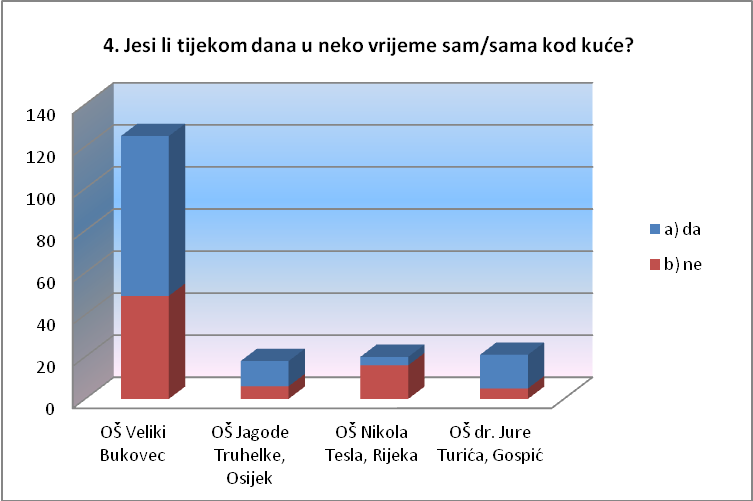 4. Jesi li tijekom dana u neko vrijeme sam/sama kod kuće?
140
120
100
80
60
40
20
0
a) da
b) ne
OŠ Veliki
Bukovec
OŠ Jagode
Truhelke,
Osijek
OŠ Nikola
Tesla, Rijeka
OŠ dr. Jure
Turića, Gospić